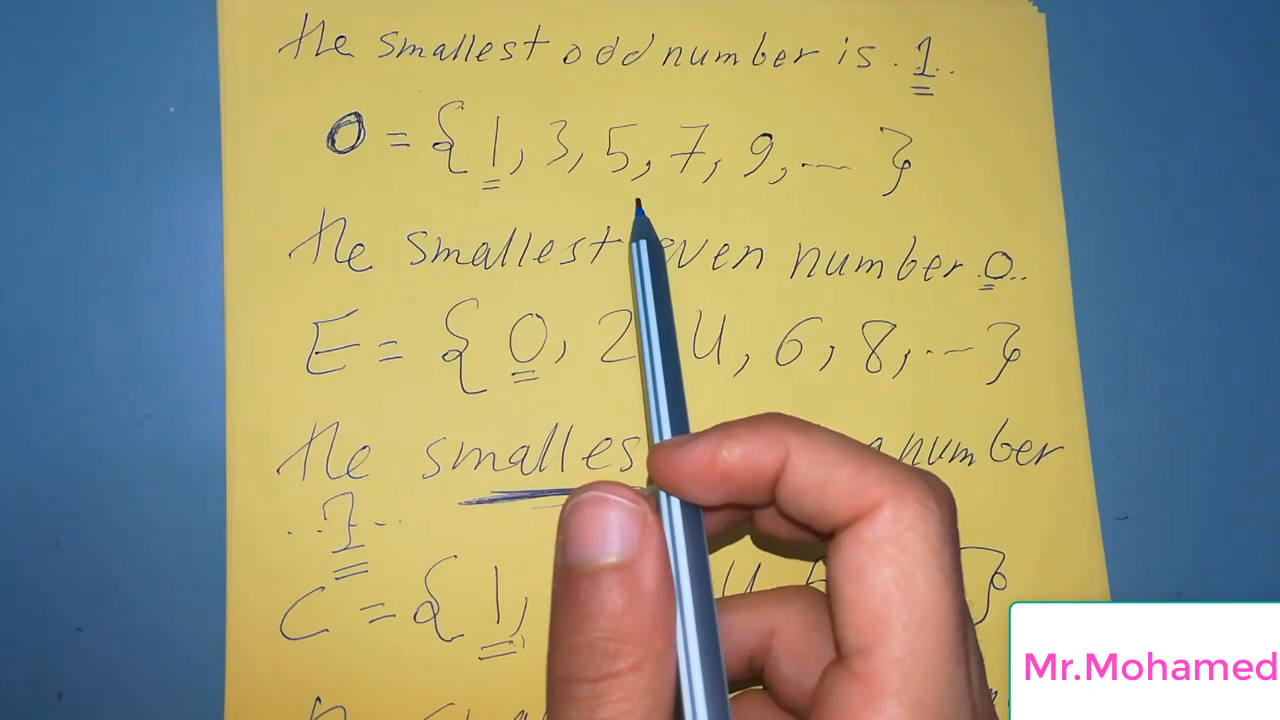 the smallest odd number is .1..
O = {1, 3, 5, 7, 9, ... }
the smallest even number .0..
E = { 0, 2 4, 6, 8, ... }
the smalles number
..1..
C = {1, 4 }
Mr.Mohamed